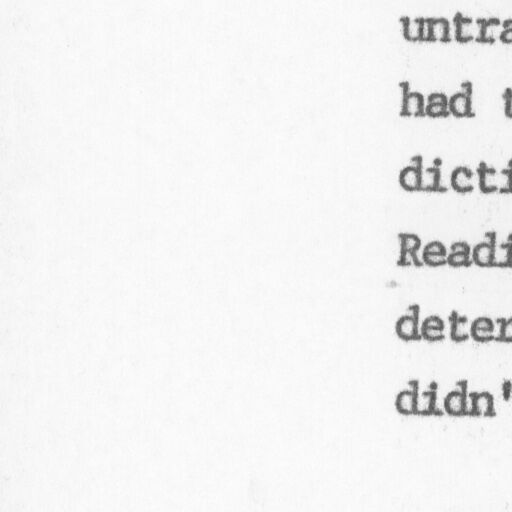 untra
had t
dicti
Readi
deter
didn'